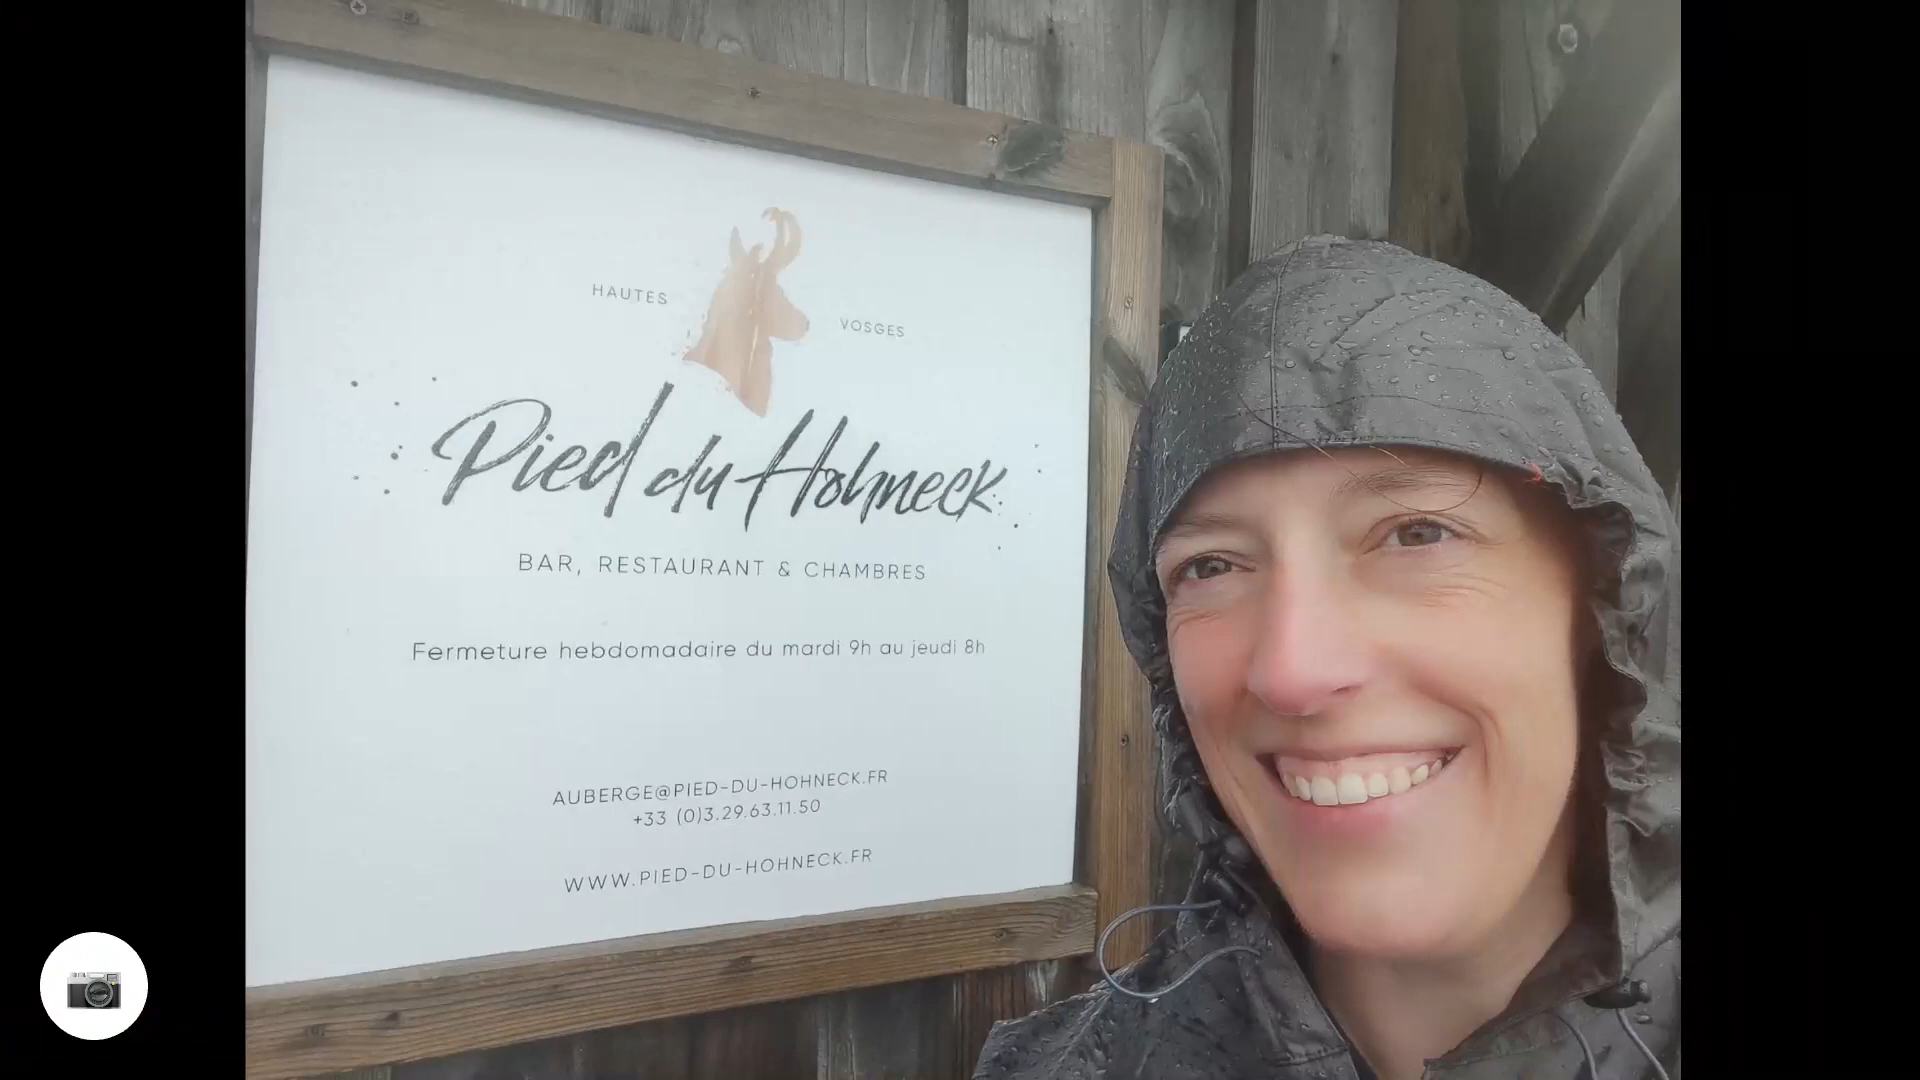 HAUTES VOSGES
Pied du Hohneck
BAR, RESTAURANT & CHAMBRES
Fermeture hebdomadaire du mardi 9h au jeudi 8h
AUBERGE@PIED-DU-HOHNECK.FR
+33 (0)3.29.63.11.50
WWW.PIED-DU-HOHNECK.FR